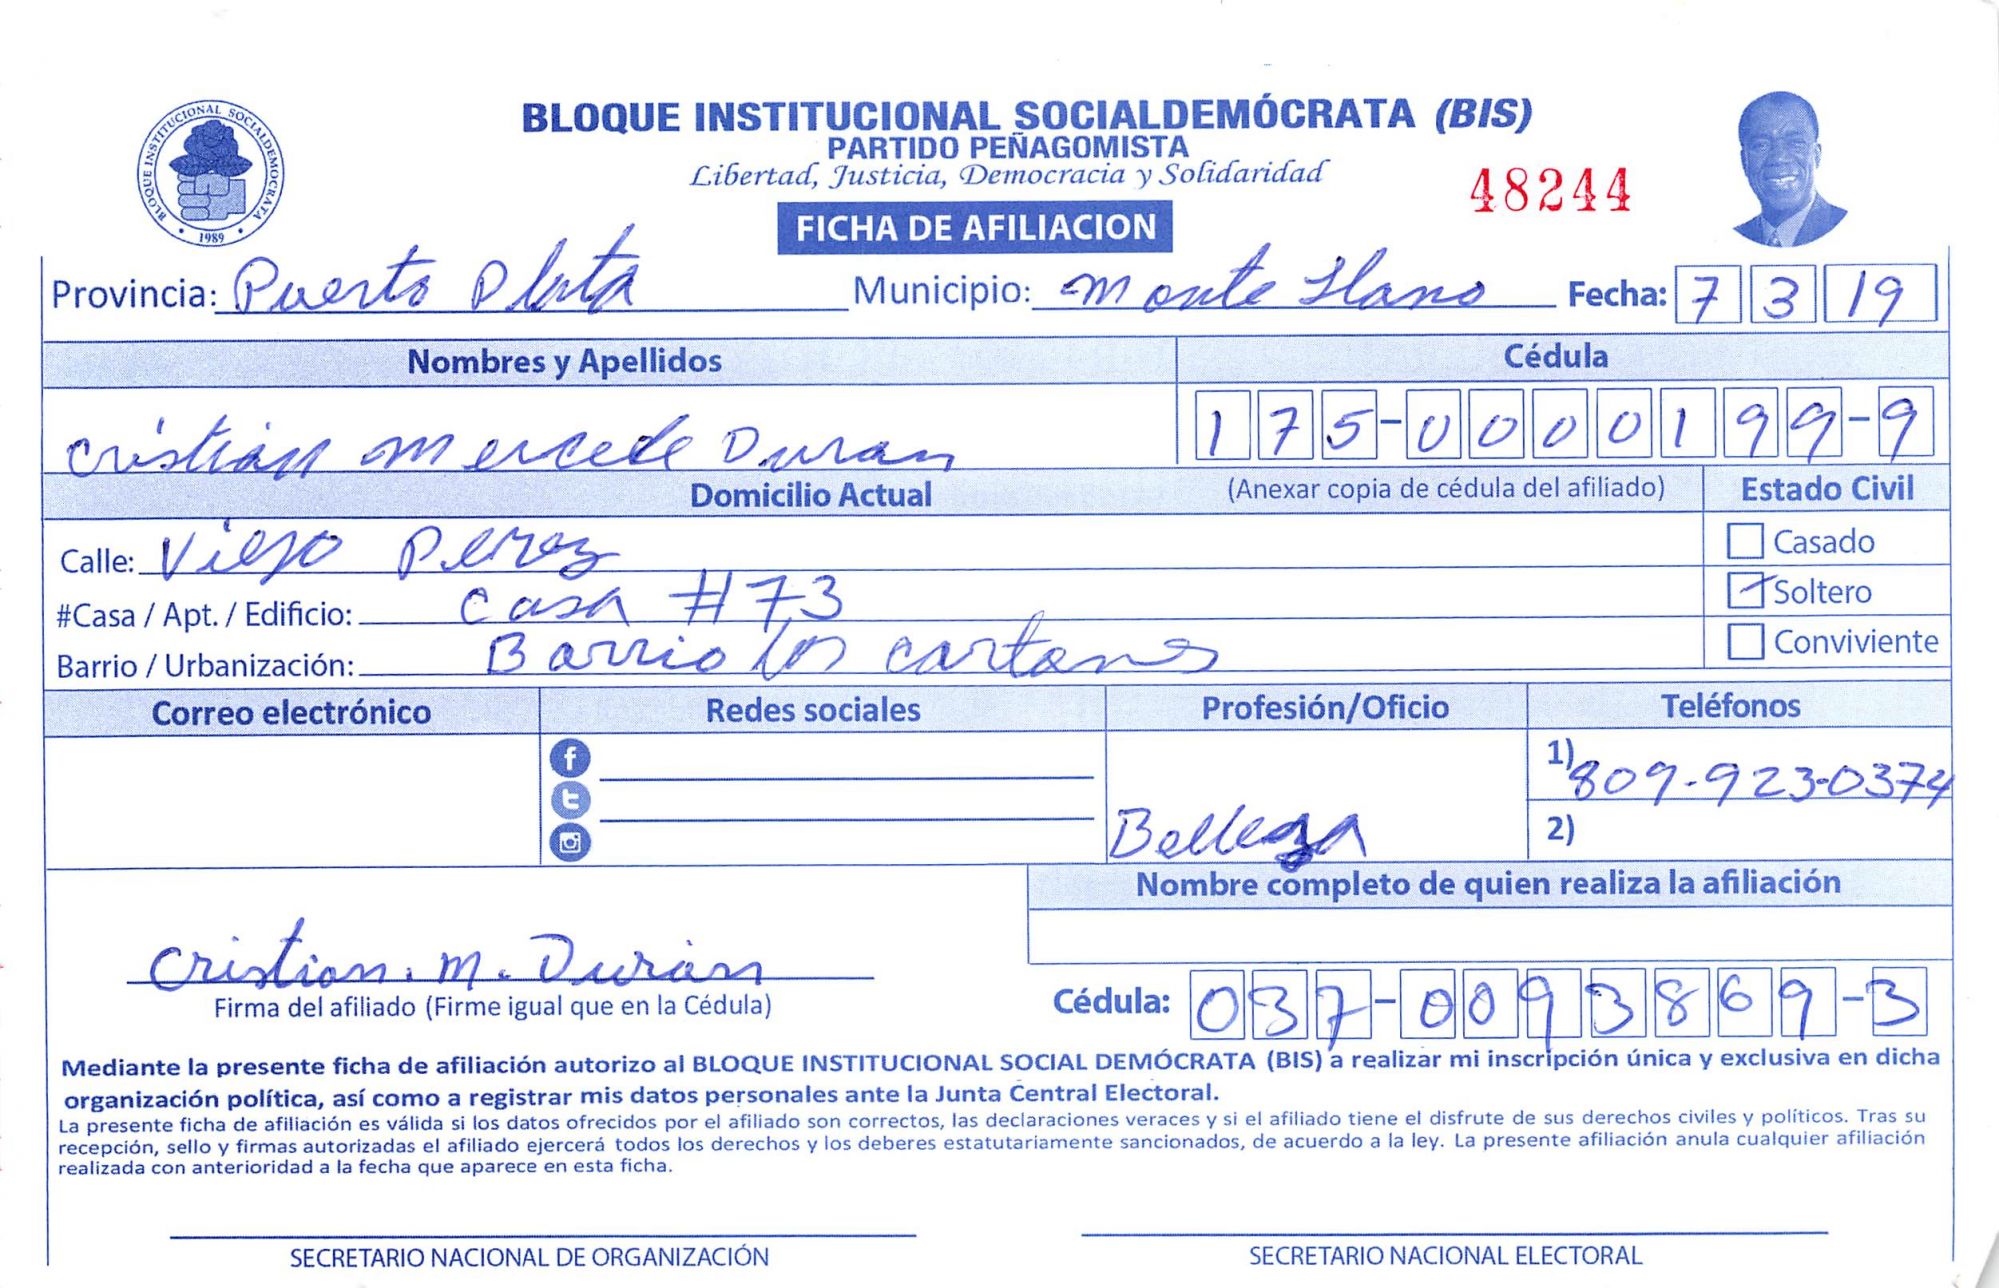 BLOQUE INSTITUCIONAL SOCIALDEMÓCRATA (BIS)
PARTIDO PEÑAGOMISTA
Libertad, Justicia, Democracia y Solidaridad
48244
FICHA DE AFILIACION
BLOQUE INSTITUCIONAL SOCIALDEMOCRATA
1989
Provincia: Puerto Plata Municipio: Monte Llano Fecha: 7 3 19
Nombres y Apellidos Cédula
Cristian Mercede Duran 175-0000199-9
Domicilio Actual (Anexar copia de cédula del afiliado) Estado Civil
Calle: Viejo Perez Casado
#Casa / Apt. / Edificio: Casa #73 Soltero
Barrio / Urbanización: Barrio los cartones Conviviente
Correo electrónico Redes sociales Profesión/Oficio Teléfonos
1) 809-923-0374
Belleza 2)
Nombre completo de quien realiza la afiliación
Cristian. M. Durán
Firma del afiliado (Firme igual que en la Cédula) Cédula: 037-0093869-3
Mediante la presente ficha de afiliación autorizo al BLOQUE INSTITUCIONAL SOCIAL DEMÓCRATA (BIS) a realizar mi inscripción única y exclusiva en dicha
organización política, así como a registrar mis datos personales ante la Junta Central Electoral.
La presente ficha de afiliación es válida si los datos ofrecidos por el afiliado son correctos, las declaraciones veraces y si el afiliado tiene el disfrute de sus derechos civiles y políticos. Tras su
recepción, sello y firmas autorizadas el afiliado ejercerá todos los derechos y los deberes estatutariamente sancionados, de acuerdo a la ley. La presente afiliación anula cualquier afiliación
realizada con anterioridad a la fecha que aparece en esta ficha.
SECRETARIO NACIONAL DE ORGANIZACIÓN SECRETARIO NACIONAL ELECTORAL